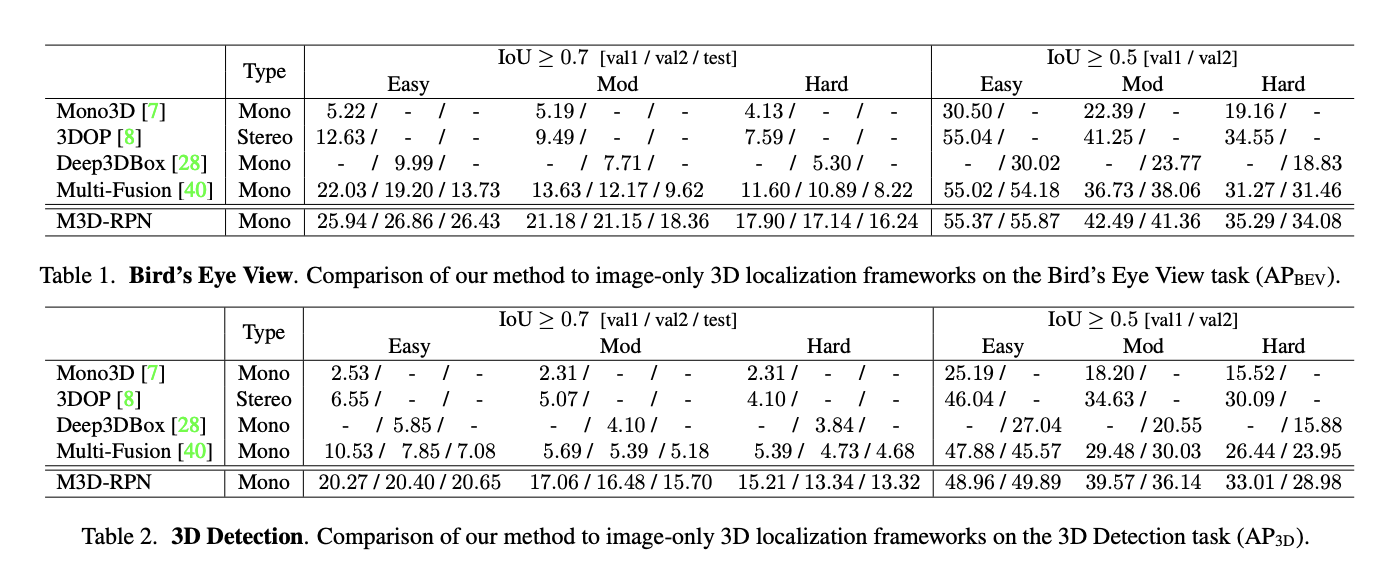 Type IoU ≥ 0.7 [val1 / val2 / test] IoU ≥ 0.5 [val1 / val2]
Easy Mod Hard Easy Mod Hard
Mono3D [7] Mono 5.22 / - / - 5.19 / - / - 4.13 / - / - 30.50 / - 22.39 / - 19.16 / -
3DOP [8] Stereo 12.63 / - / - 9.49 / - / - 7.59 / - / - 55.04 / - 41.25 / - 34.55 / -
Deep3DBox [28] Mono - / 9.99 / - - / 7.71 / - - / 5.30 / - - / 30.02 - / 23.77 - / 18.83
Multi-Fusion [40] Mono 22.03 / 19.20 / 13.73 13.63 / 12.17 / 9.62 11.60 / 10.89 / 8.22 55.02 / 54.18 36.73 / 38.06 31.27 / 31.46
M3D-RPN Mono 25.94 / 26.86 / 26.43 21.18 / 21.15 / 18.36 17.90 / 17.14 / 16.24 55.37 / 55.87 42.49 / 41.36 35.29 / 34.08
Table 1. Bird's Eye View. Comparison of our method to image-only 3D localization frameworks on the Bird's Eye View task (AP_BEV).
Type IoU ≥ 0.7 [val1 / val2 / test] IoU ≥ 0.5 [val1 / val2]
Easy Mod Hard Easy Mod Hard
Mono3D [7] Mono 2.53 / - / - 2.31 / - / - 2.31 / - / - 25.19 / - 18.20 / - 15.52 / -
3DOP [8] Stereo 6.55 / - / - 5.07 / - / - 4.10 / - / - 46.04 / - 34.63 / - 30.09 / -
Deep3DBox [28] Mono - / 5.85 / - - / 4.10 / - - / 3.84 / - - / 27.04 - / 20.55 - / 15.88
Multi-Fusion [40] Mono 10.53 / 7.85 / 7.08 5.69 / 5.39 / 5.18 5.39 / 4.73 / 4.68 47.88 / 45.57 29.48 / 30.03 26.44 / 23.95
M3D-RPN Mono 20.27 / 20.40 / 20.65 17.06 / 16.48 / 15.70 15.21 / 13.34 / 13.32 48.96 / 49.89 39.57 / 36.14 33.01 / 28.98
Table 2. 3D Detection. Comparison of our method to image-only 3D localization frameworks on the 3D Detection task (AP_3D).